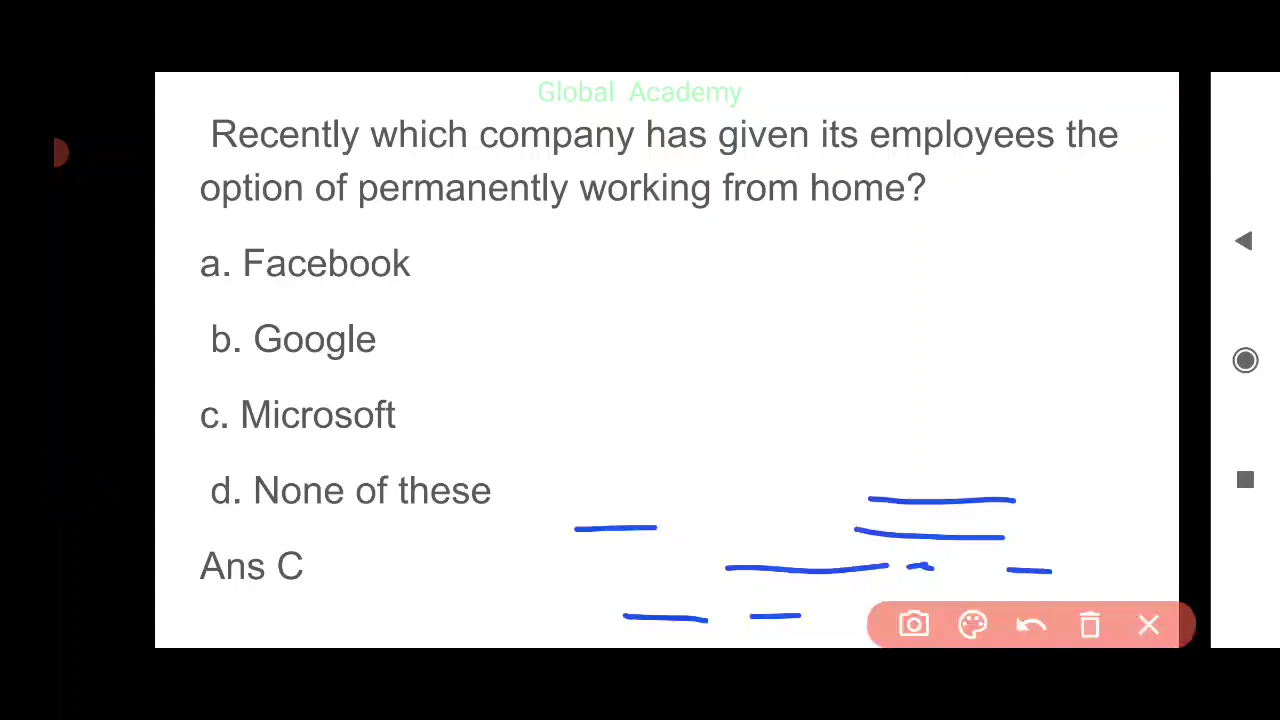 Global Academy
Recently which company has given its employees the
option of permanently working from home?
a. Facebook
b. Google
c. Microsoft
d. None of these
Ans C